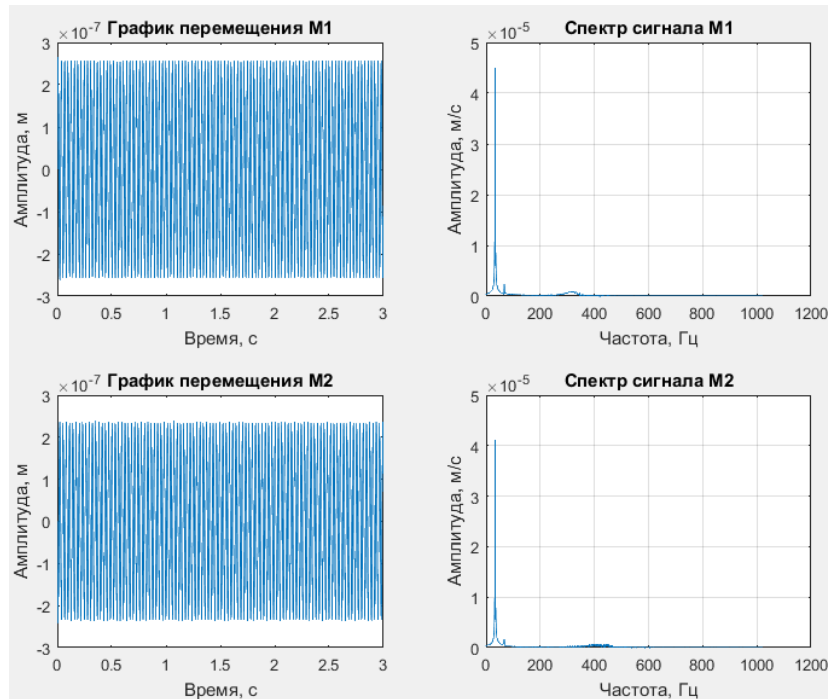 ×10⁻⁷ График перемещения М1
3
2
1
0
-1
-2
-3
Амплитуда, м
0 0.5 1 1.5 2 2.5 3
Время, с
Спектр сигнала М1
×10⁻⁵
5
4
3
2
1
0
Амплитуда, м/с
0 200 400 600 800 1000 1200
Частота, Гц
×10⁻⁷ График перемещения М2
3
2
1
0
-1
-2
-3
Амплитуда, м
0 0.5 1 1.5 2 2.5 3
Время, с
Спектр сигнала М2
×10⁻⁵
5
4
3
2
1
0
Амплитуда, м/с
0 200 400 600 800 1000 1200
Частота, Гц